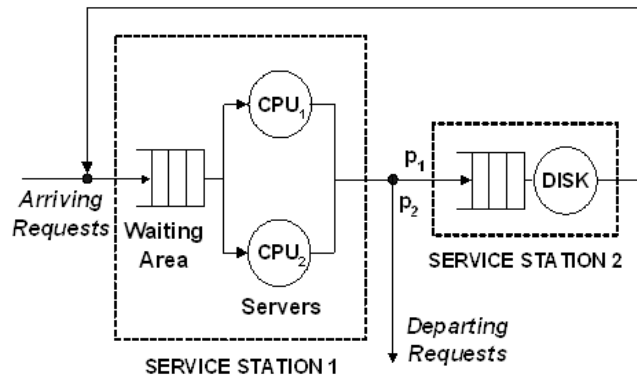 CPU1
p1
DISK
Arriving
Requests
p2
Waiting
Area
CPU2
SERVICE STATION 2
Servers
Departing
Requests
SERVICE STATION 1